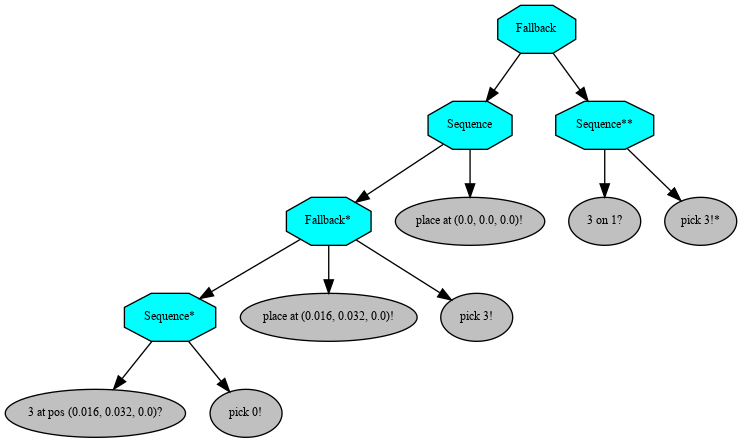 Fallback
Sequence
Sequence**
Fallback*
place at (0.0, 0.0, 0.0)!
3 on 1?
pick 3!*
Sequence*
place at (0.016, 0.032, 0.0)!
pick 3!
3 at pos (0.016, 0.032, 0.0)?
pick 0!